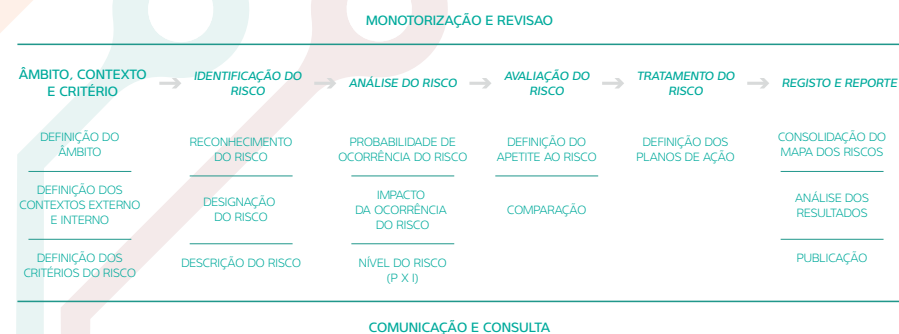 MONOTORIZAÇÃO E REVISAO
ÂMBITO, CONTEXTO
E CRITÉRIO
IDENTIFICAÇÃO DO
RISCO
ANÁLISE DO RISCO
AVALIAÇÃO DO
RISCO
TRATAMENTO DO
RISCO
REGISTO E REPORTE
DEFINIÇÃO DO
ÂMBITO
DEFINIÇÃO DOS
CONTEXTOS EXTERNO
E INTERNO
DEFINIÇÃO DOS
CRITÉRIOS DO RISCO
RECONHECIMENTO
DO RISCO
DESIGNAÇÃO
DO RISCO
DESCRIÇÃO DO RISCO
PROBABILIDADE DE
OCORRÊNCIA DO RISCO
IMPACTO
DA OCORRÊNCIA
DO RISCO
NÍVEL DO RISCO
(P X I)
DEFINIÇÃO DO
APETITE AO RISCO
COMPARAÇÃO
DEFINIÇÃO DOS
PLANOS DE AÇÃO
CONSOLIDAÇÃO DO
MAPA DOS RISCOS
ANÁLISE DOS
RESULTADOS
PUBLICAÇÃO
COMUNICAÇÃO E CONSULTA